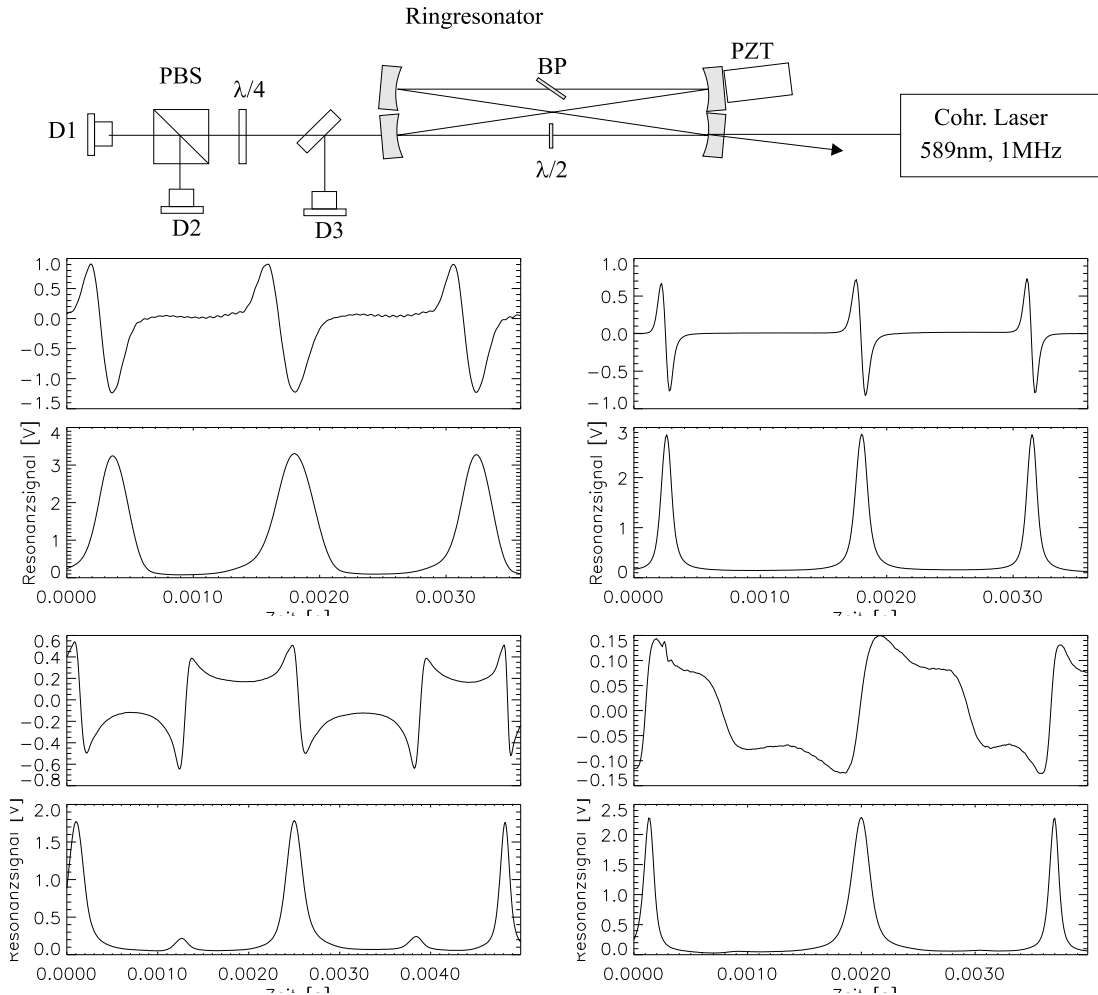 Ringresonator
PZT
BP
PBS
λ/4
D1
Cohr. Laser
589nm, 1MHz
λ/2
D2
D3
1.0
0.5
0.0
−0.5
−1.0
−1.5
1.0
0.5
0.0
−0.5
−1.0
Resonanzsignal [V]
4
3
2
1
0
0.0000 0.0010 0.0020 0.0030
Resonanzsignal [V]
3
2
1
0
0.0000 0.0010 0.0020 0.0030
0.6
0.4
0.2
0.0
−0.2
−0.4
−0.6
−0.8
0.15
0.10
0.05
0.00
−0.05
−0.10
−0.15
Resonanzsignal [V]
2.0
1.5
1.0
0.5
0.0
0.0000 0.0010 0.0020 0.0030 0.0040
Resonanzsignal [V]
2.5
2.0
1.5
1.0
0.5
0.0
0.0000 0.0010 0.0020 0.0030